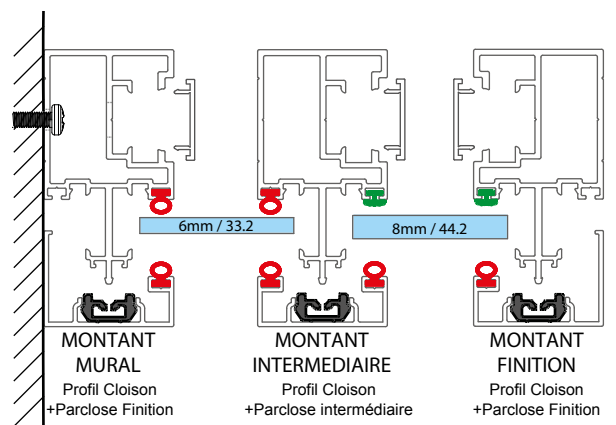 6mm / 33.2
8mm / 44.2
MONTANT
MURAL
Profil Cloison
+Parclose Finition
MONTANT
INTERMEDIAIRE
Profil Cloison
+Parclose intermédiaire
MONTANT
FINITION
Profil Cloison
+Parclose Finition